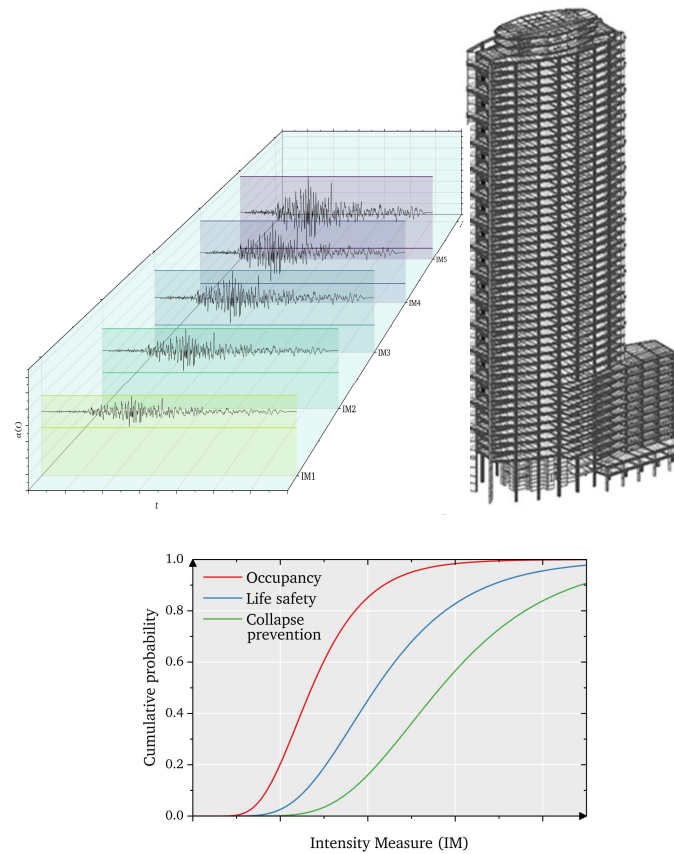 IM5
IM4
IM3
IM2
IM1
a(t)
t
1.0
0.8
0.6
0.4
0.2
0.0
Occupancy
Life safety
Collapse
prevention
Cumulative probability
Intensity Measure (IM)